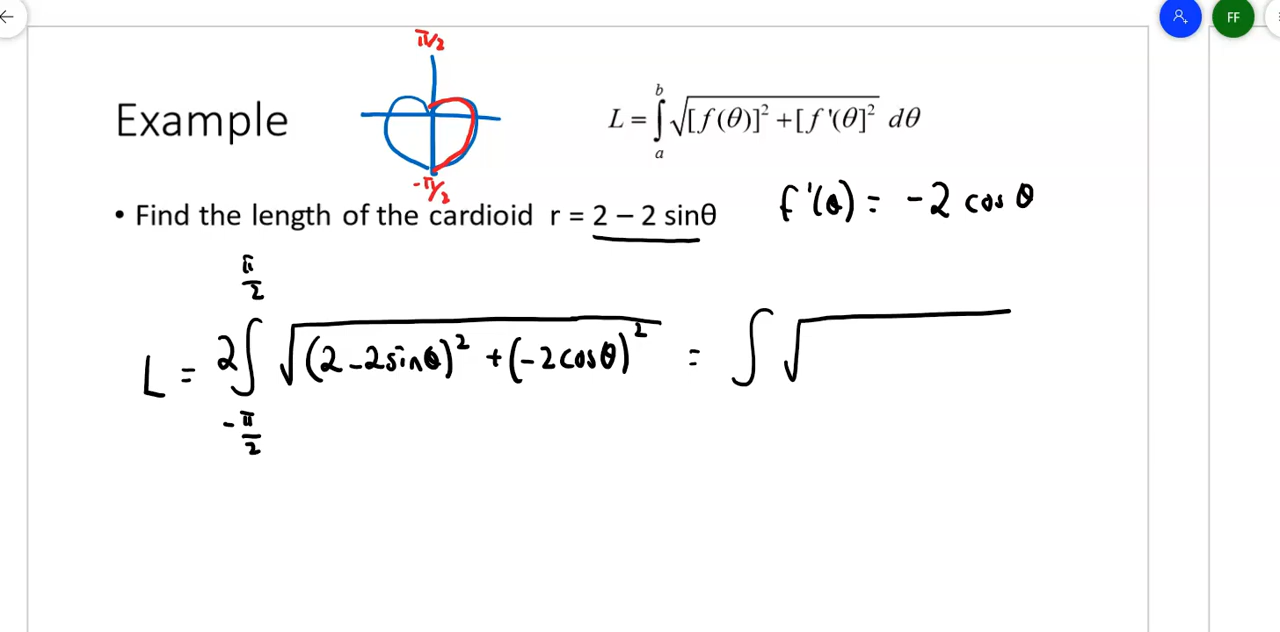 FF
π/2
Example
L = ∫_a^b √([f(θ)]² + [f'(θ]²) dθ
-π/2
• Find the length of the cardioid r = 2 – 2 sinθ
f'(θ) = -2 cos θ
L = 2∫_{-π/2}^{π/2} √((2-2sinθ)² + (-2cosθ)²) = ∫ √